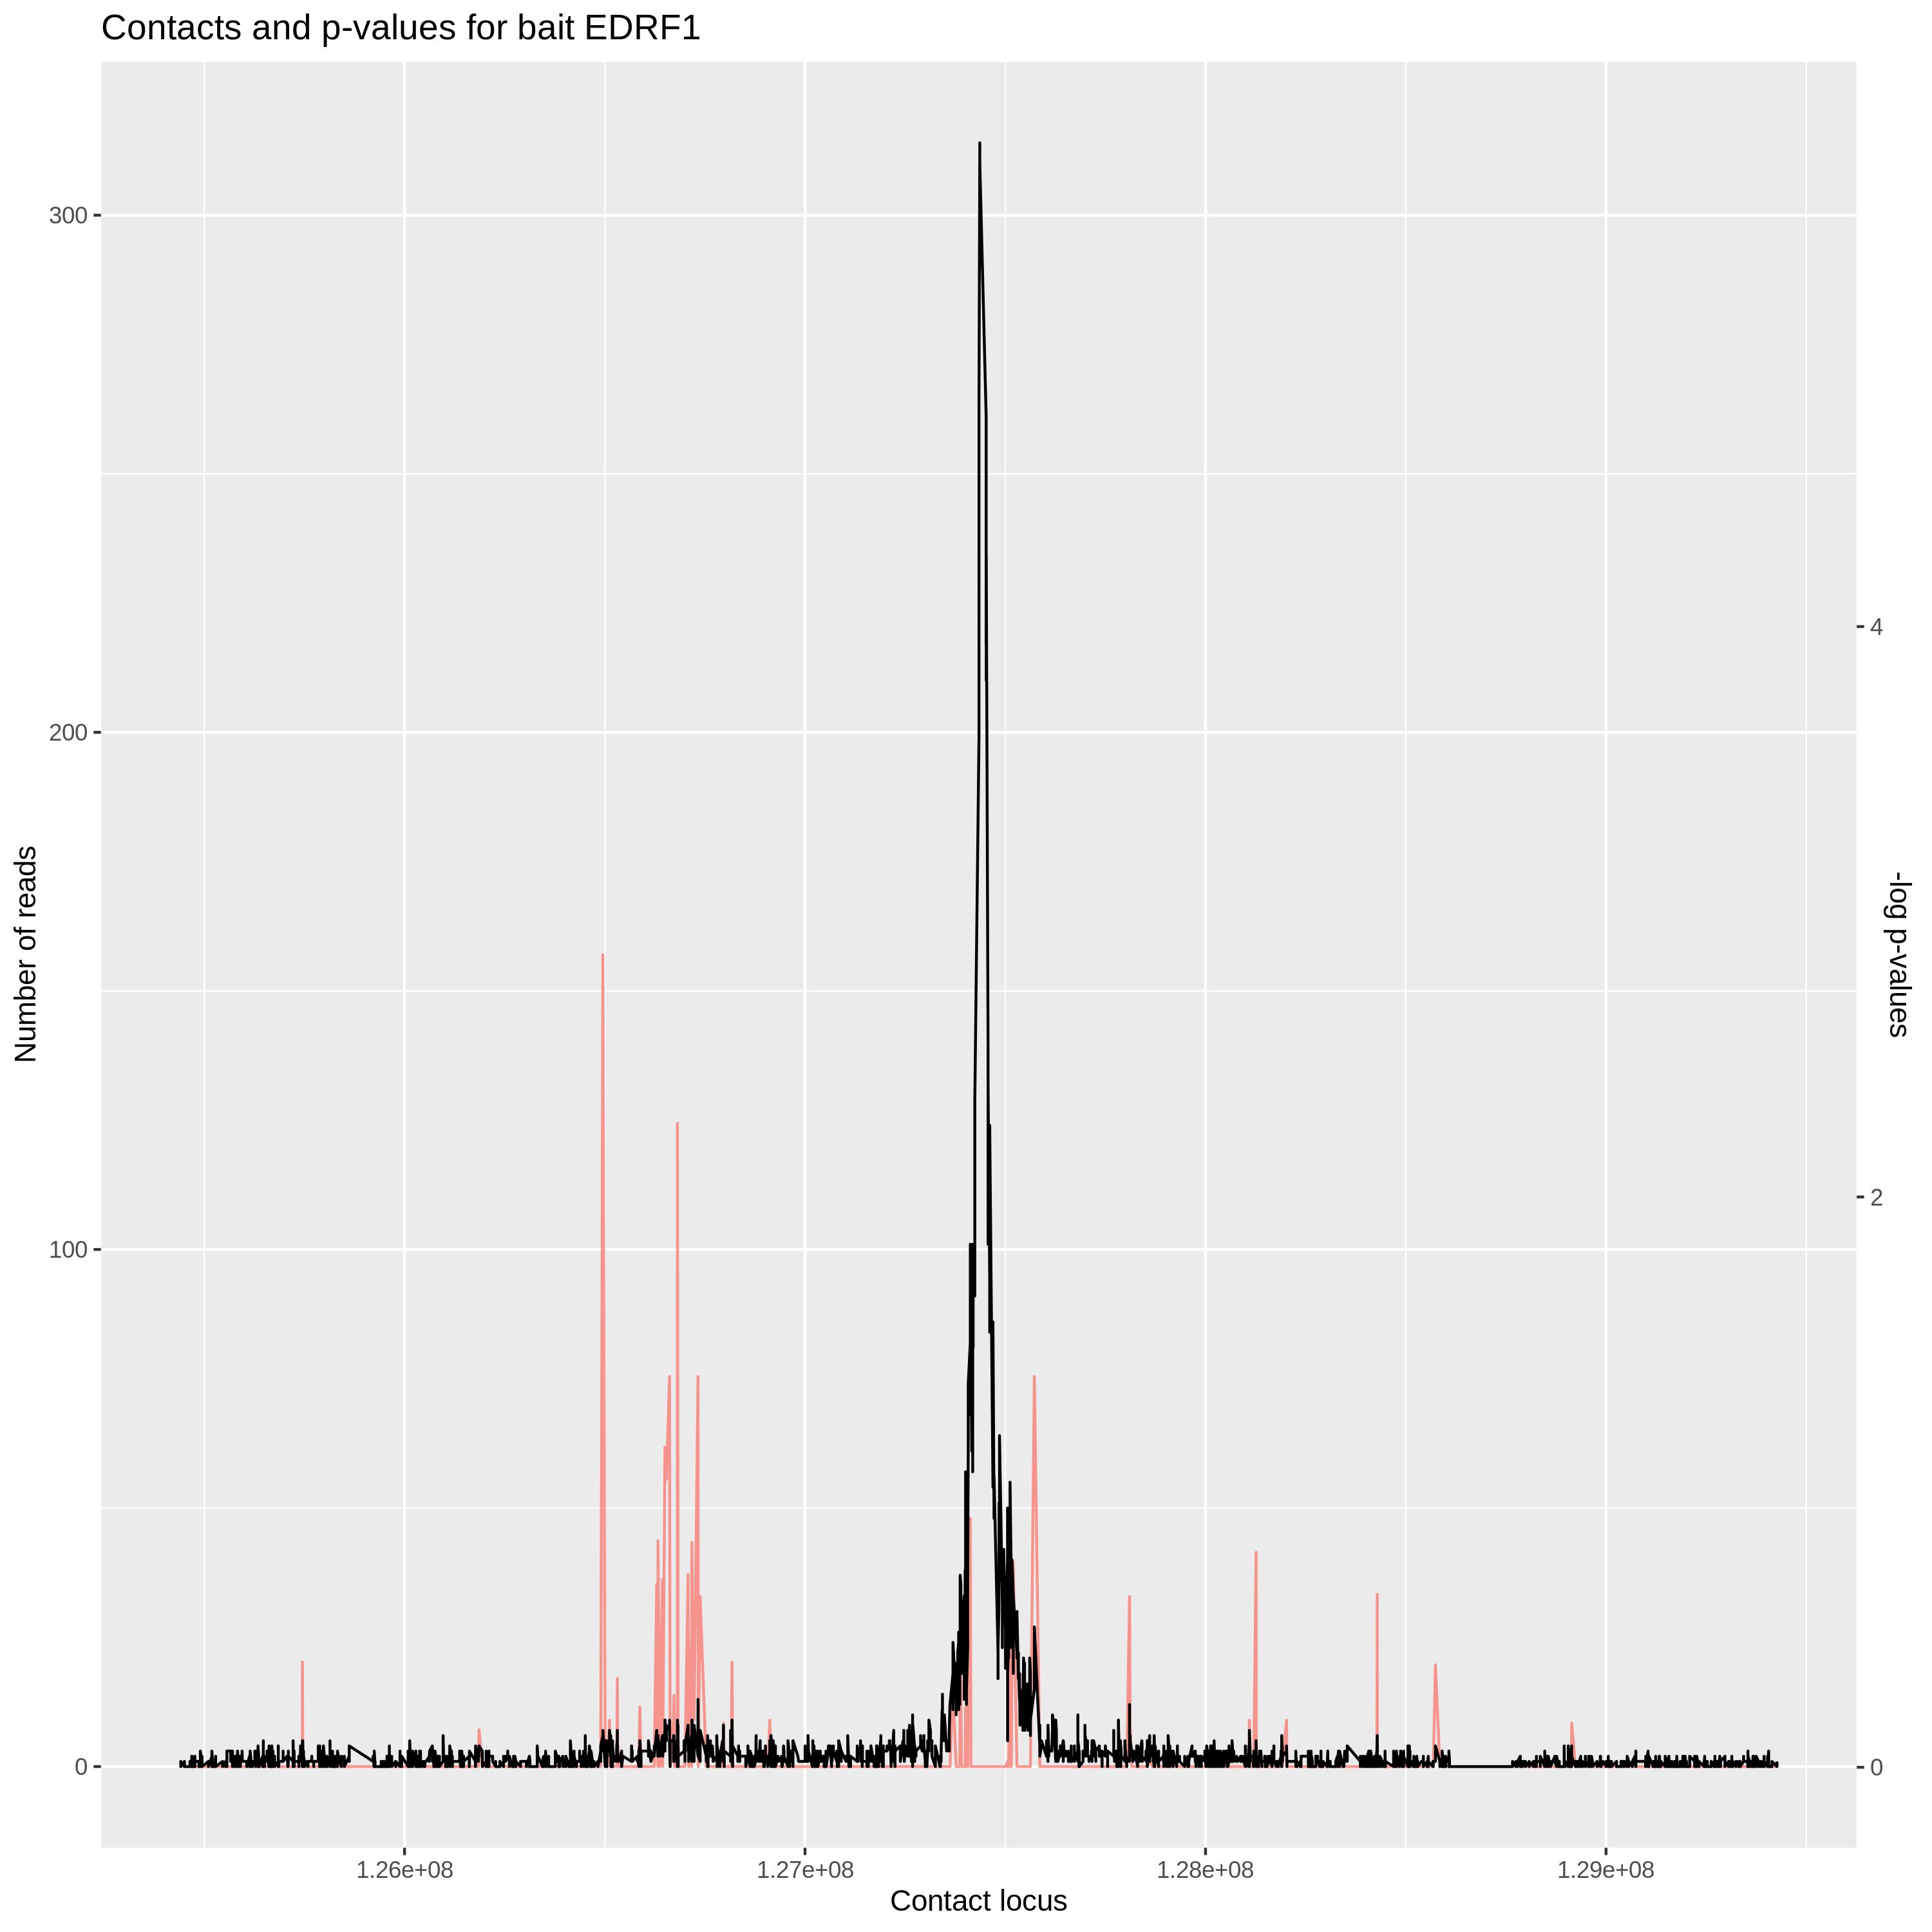 Contacts and p-values for bait EDRF1
300
200
100
0
Number of reads
4
2
0
-log p-values
1.26e+08
1.27e+08
1.28e+08
1.29e+08
Contact locus